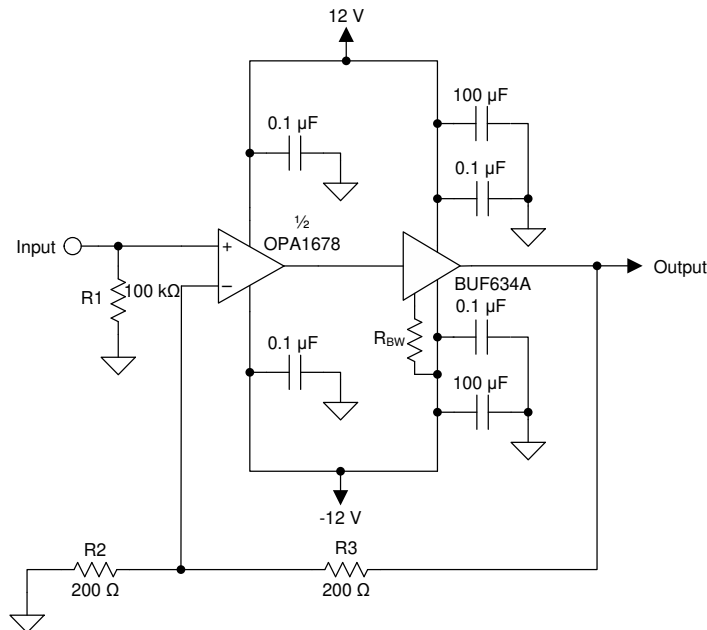 12 V
100 µF
0.1 µF
0.1 µF
½
OPA1678
Input
R1
100 kΩ
+
–
BUF634A
Output
0.1 µF
0.1 µF
RBW
100 µF
-12 V
R2
200 Ω
R3
200 Ω